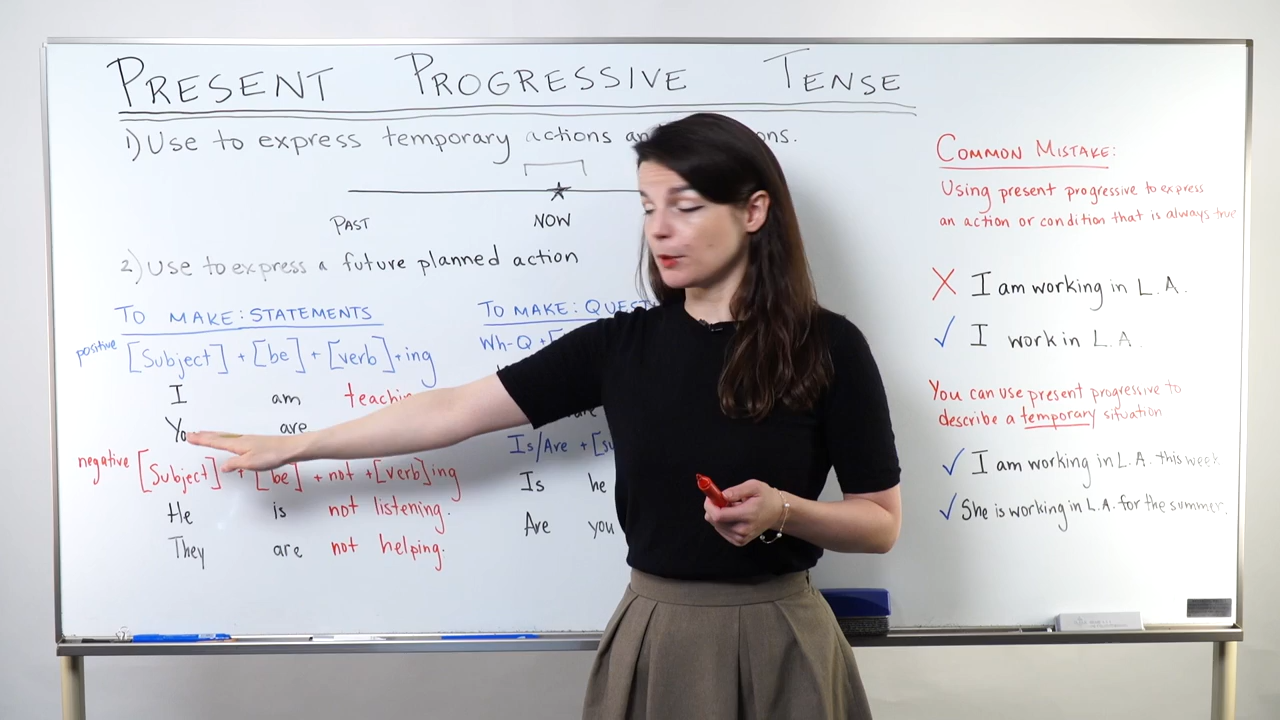 PRESENT PROGRESSIVE TENSE
1) Use to express temporary actions
PAST
NOW
2) Use to express a future planned action
TO MAKE: STATEMENTS
positive [Subject] + [be] + [verb] + ing
I am
are
negative [Subject] + [be] + not + [verb]ing
He is not listening.
They are not helping.
TO MAKE:
Wh-Q +
are
Is/Are +
Is he
Are you
COMMON MISTAKE:
Using present progressive to express
an action or condition that is always true
X I am working in L.A.
✓ I work in L.A.
You can use present progressive to
describe a temporary situation
✓ I am working in L.A. this week
✓ She is working in L.A. for the summer.